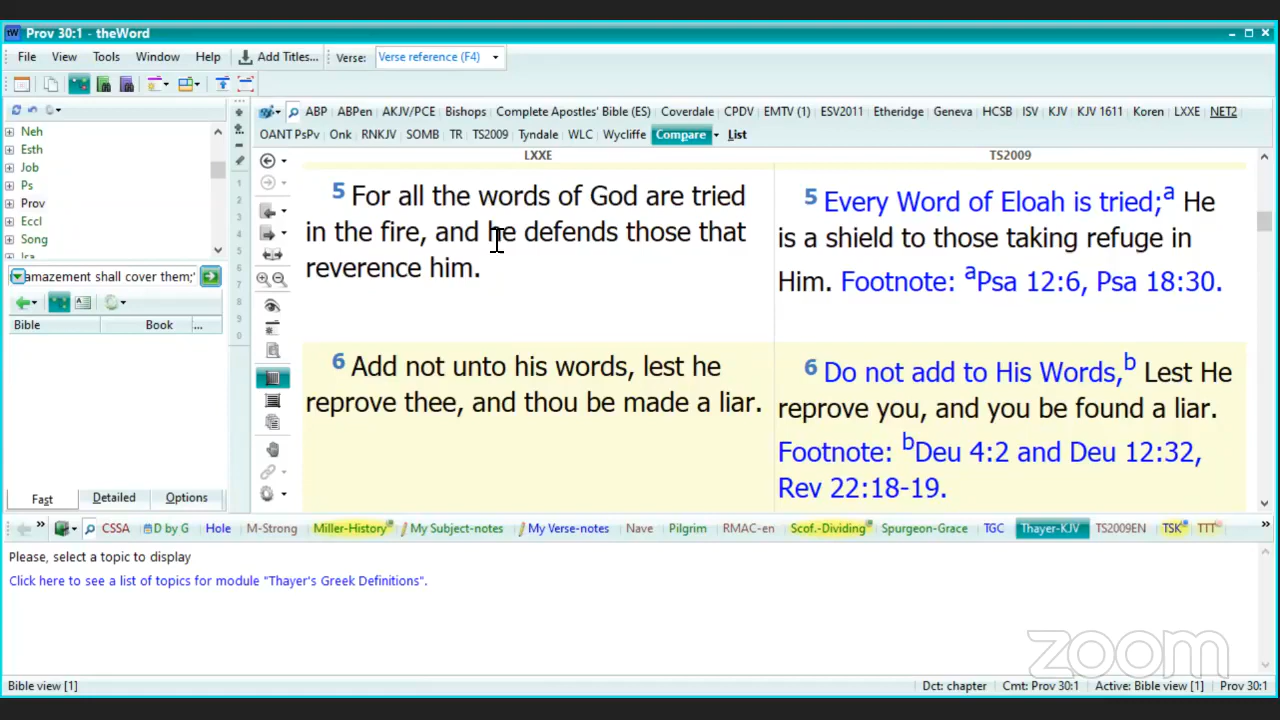 Prov 30:1 - theWord
File View Tools Window Help Add Titles... Verse: Verse reference (F4)
ABP ABPen AKJV/PCE Bishops Complete Apostles' Bible (ES) Coverdale CPDV EMTV (1) ESV2011 Etheridge Geneva HCSB ISV KJV KJV 1611 Koren LXXE NET2
OANT PsPv Onk RNKJV SOMB TR TS2009 Tyndale WLC Wycliffe Compare List
Neh
Esth
Job
Ps
Prov
Eccl
Song
amazement shall cover them;'
Bible Book ...
Fast Detailed Options
1
2
3
4
5
6
7
8
9
0
LXXE
5 For all the words of God are tried
in the fire, and he defends those that
reverence him.
6 Add not unto his words, lest he
reprove thee, and thou be made a liar.
TS2009
5 Every Word of Eloah is tried;a He
is a shield to those taking refuge in
Him. Footnote: aPsa 12:6, Psa 18:30.
6 Do not add to His Words,b Lest He
reprove you, and you be found a liar.
Footnote: bDeu 4:2 and Deu 12:32,
Rev 22:18-19.
CSSA D by G Hole M-Strong Miller-History My Subject-notes My Verse-notes Nave Pilgrim RMAC-en Scof.-Dividing Spurgeon-Grace TGC Thayer-KJV TS2009EN TSK TTT
Please, select a topic to display
Click here to see a list of topics for module "Thayer's Greek Definitions".
zoom
Bible view [1] Dct: chapter Cmt: Prov 30:1 Active: Bible view [1] Prov 30:1